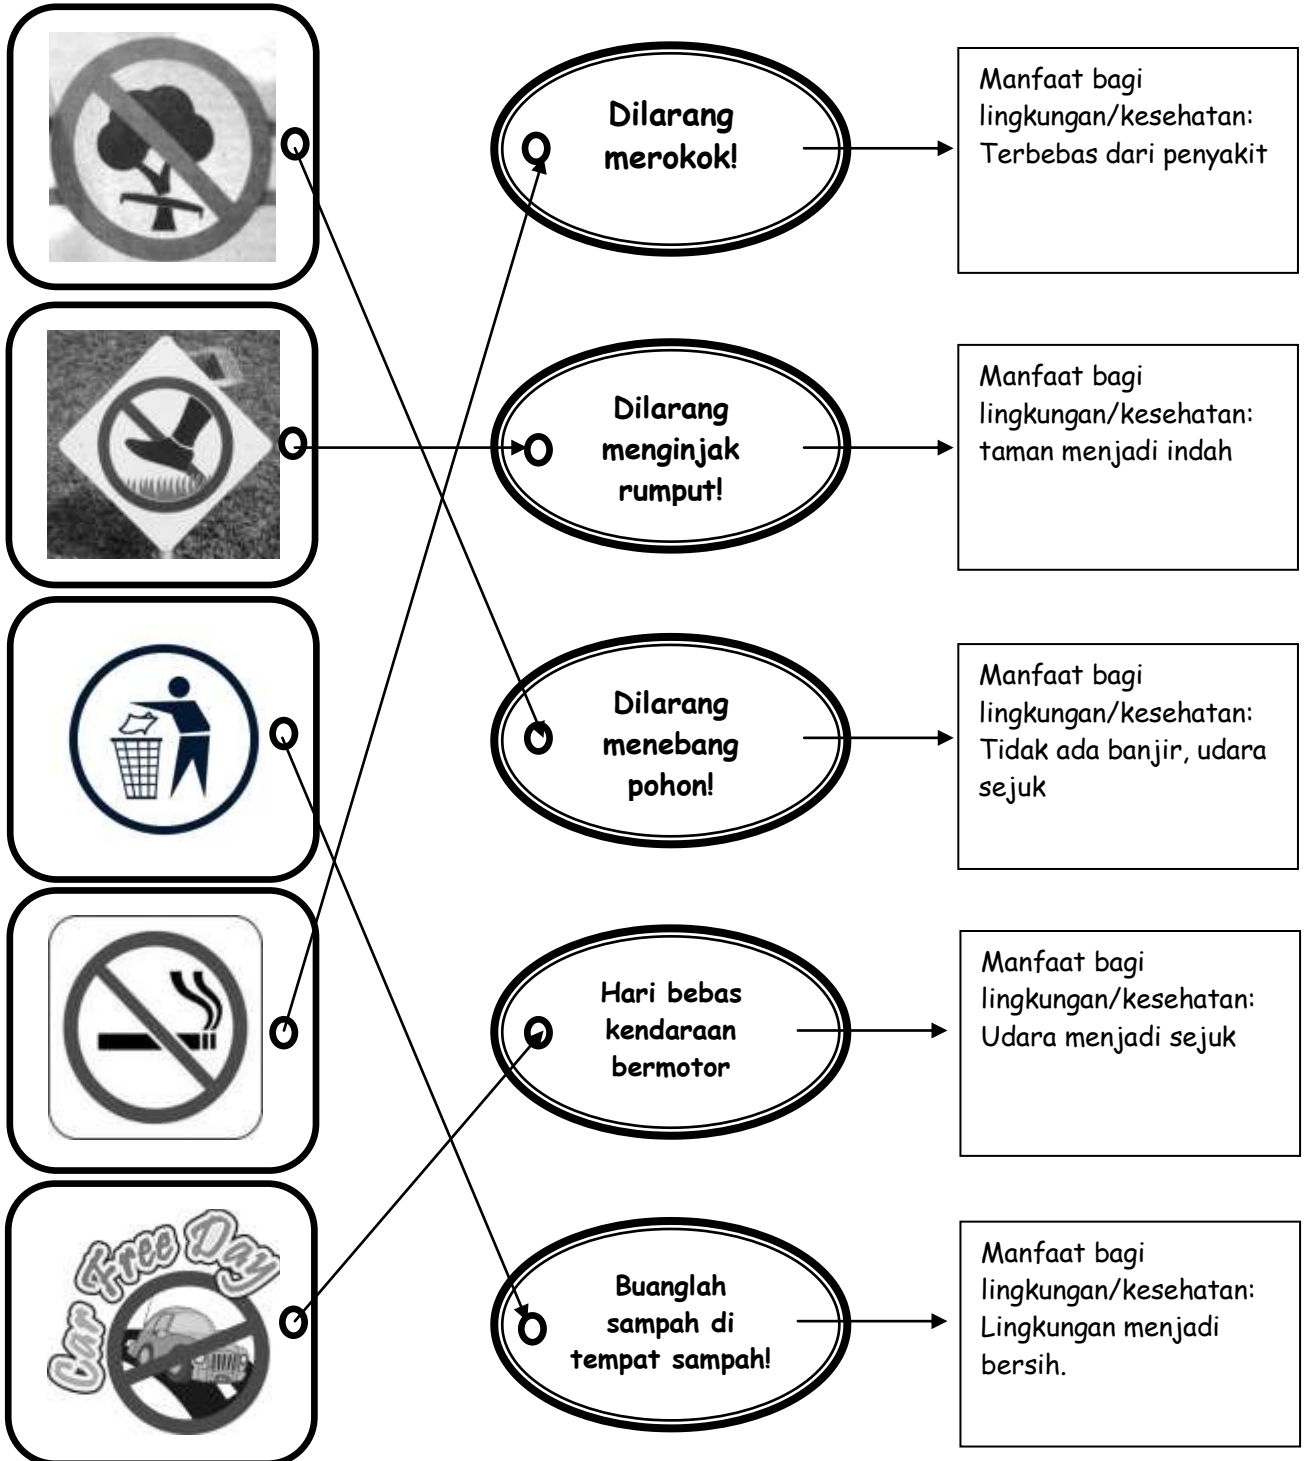 Dilarang
merokok!
Manfaat bagi
lingkungan/kesehatan:
Terbebas dari penyakit
Dilarang
menginjak
rumput!
Manfaat bagi
lingkungan/kesehatan:
taman menjadi indah
Dilarang
menebang
pohon!
Manfaat bagi
lingkungan/kesehatan:
Tidak ada banjir, udara
sejuk
Hari bebas
kendaraan
bermotor
Manfaat bagi
lingkungan/kesehatan:
Udara menjadi sejuk
Car Free Day
Buanglah
sampah di
tempat sampah!
Manfaat bagi
lingkungan/kesehatan:
Lingkungan menjadi
bersih.